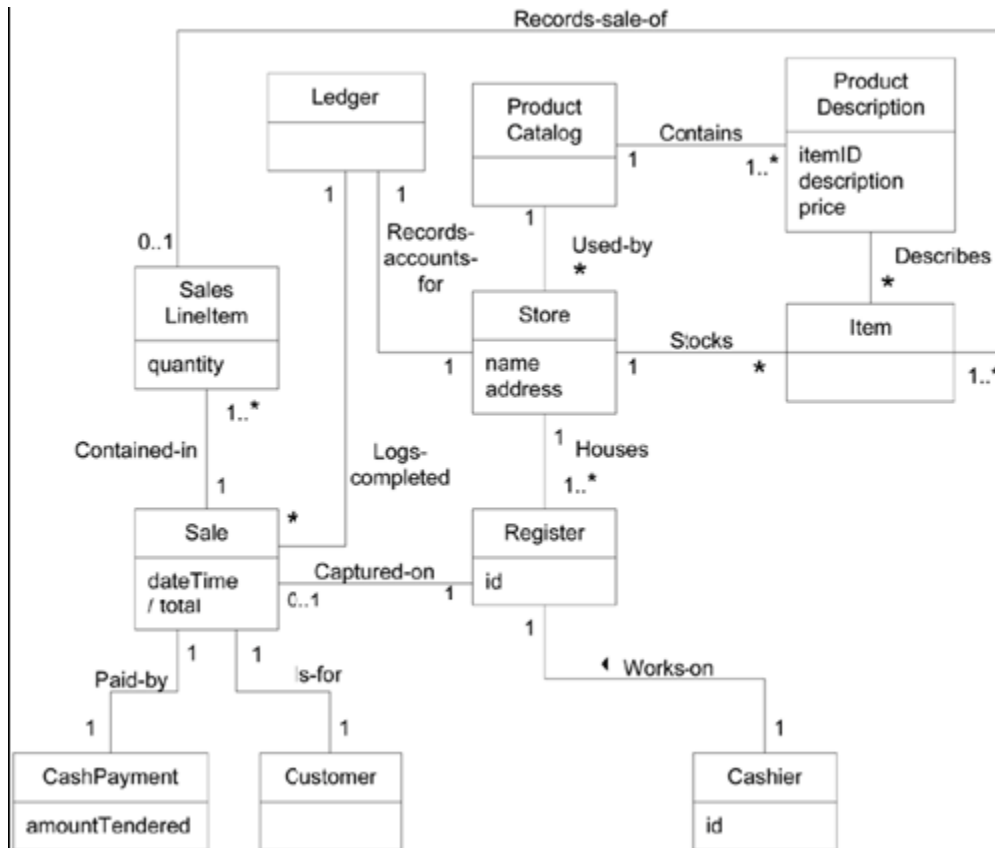 Records-sale-of
Ledger
Product
Catalog
Product
Description
Contains
itemID
description
price
1
1..*
1
1
1
0..1
Records-
accounts-
for
Used-by
*
Describes
*
Sales
LineItem
Store
Item
Stocks
quantity
name
address
1
1
*
1..*
1..*
1
Contained-in
Logs-
completed
Houses
1
1..*
*
Sale
Register
Captured-on
dateTime
/ total
id
0..1
1
1
1
1
Paid-by
Is-for
Works-on
1
1
1
CashPayment
Customer
Cashier
amountTendered
id